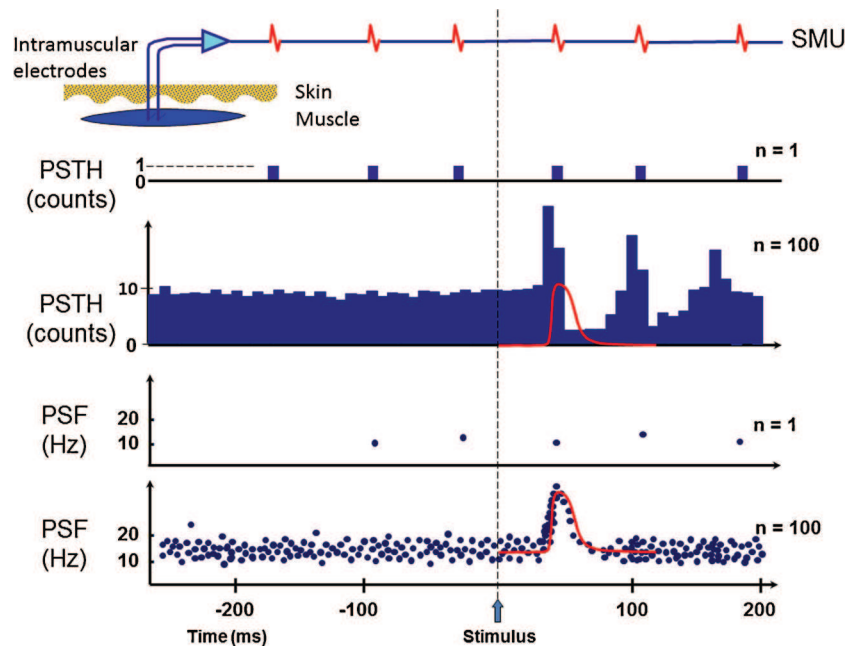 SMU
Intramuscular
electrodes
Skin
Muscle
PSTH
(counts)
1
0
n = 1
PSTH
(counts)
10
0
n = 100
PSF
(Hz)
20
10
n = 1
PSF
(Hz)
20
10
n = 100
-200 -100 100 200
Time (ms) Stimulus